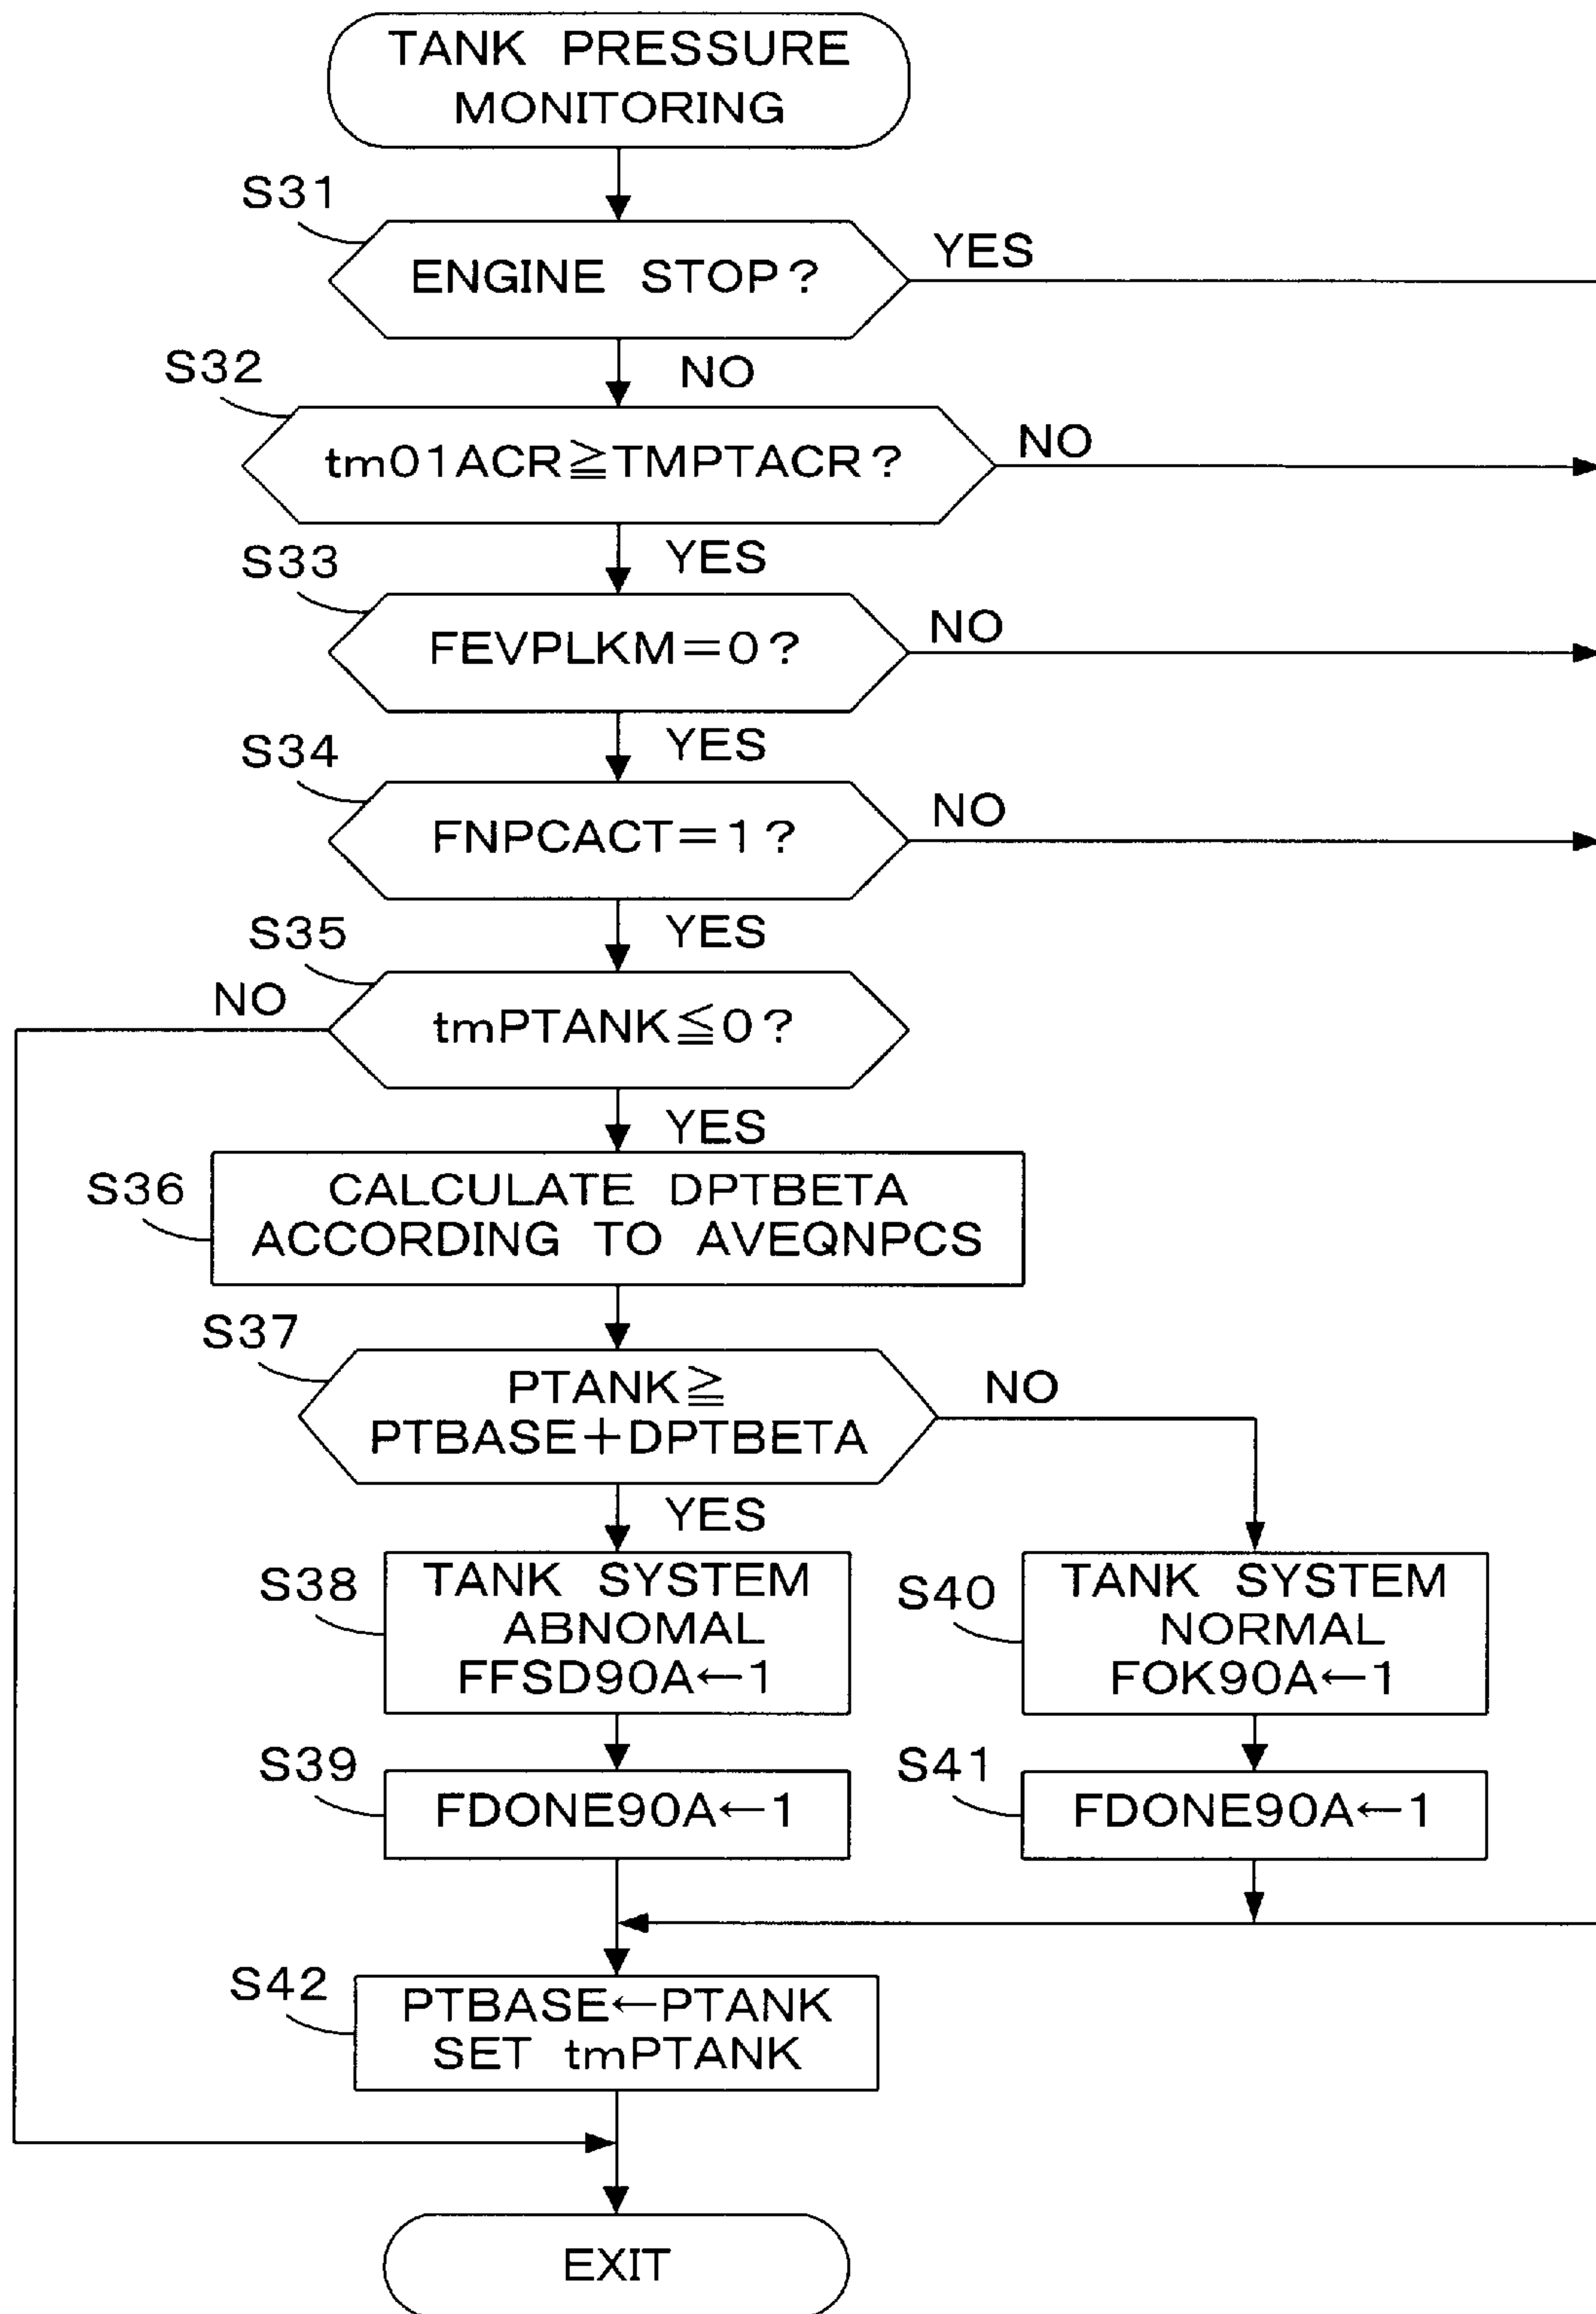 TANK PRESSURE
MONITORING
S31
ENGINE STOP?
YES
NO
S32
tm01ACR≧TMPTACR?
NO
YES
S33
FEVPLKM=0?
NO
YES
S34
FNPCACT=1?
NO
YES
S35
NO
tmPTANK≦0?
YES
S36
CALCULATE DPTBETA
ACCORDING TO AVEQNPCS
S37
PTANK≧
PTBASE+DPTBETA
NO
YES
S38
TANK SYSTEM
ABNOMAL
FFSD90A←1
S40
TANK SYSTEM
NORMAL
FOK90A←1
S39
FDONE90A←1
S41
FDONE90A←1
S42
PTBASE←PTANK
SET tmPTANK
EXIT